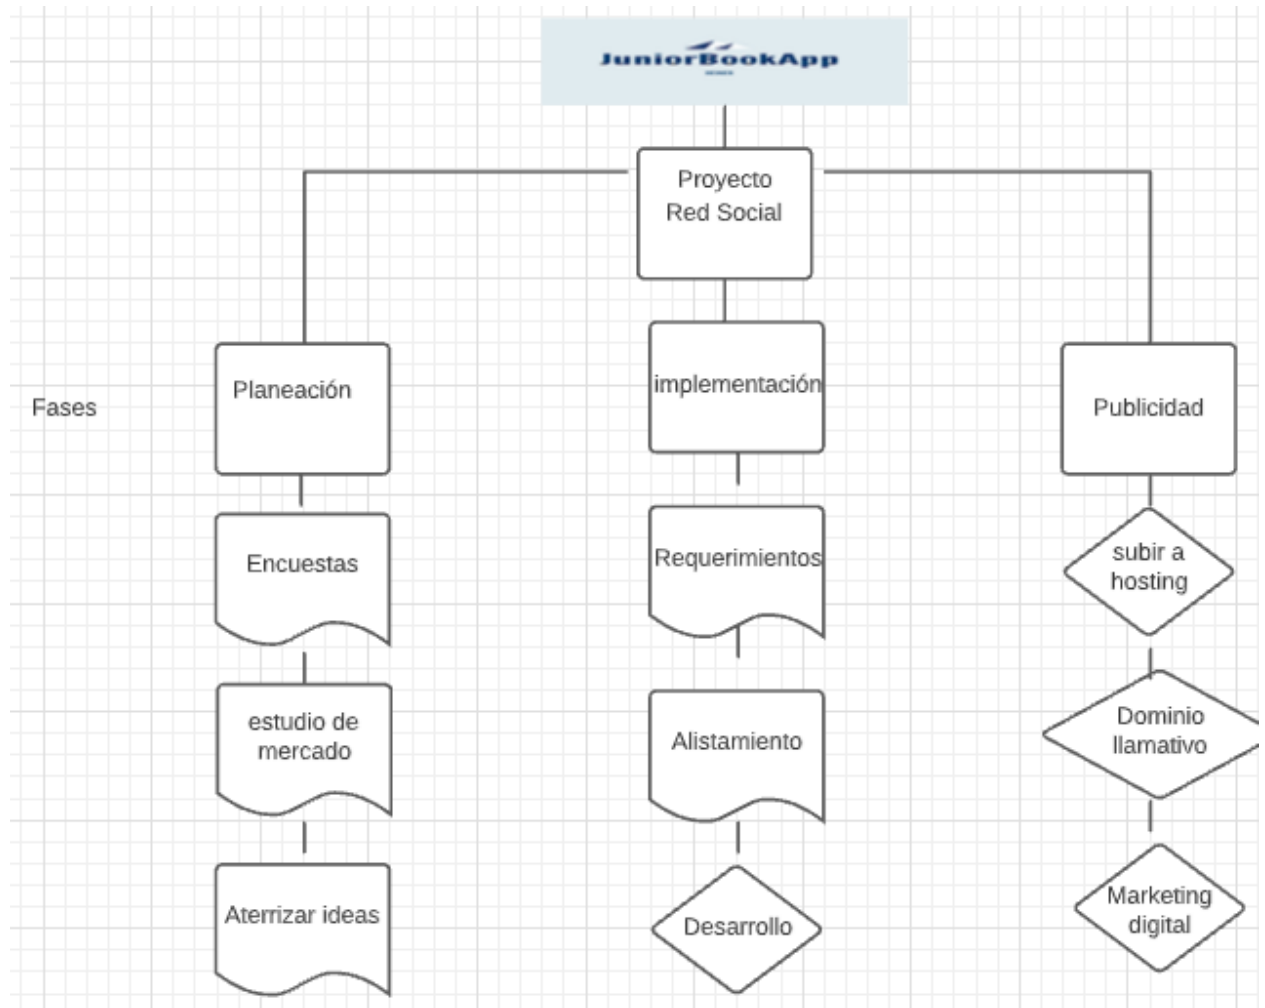 JuniorBookApp
Proyecto
Red Social
Fases
Planeación
implementación
Publicidad
Encuestas
Requerimientos
subir a
hosting
estudio de
mercado
Alistamiento
Dominio
llamativo
Aterrizar ideas
Desarrollo
Marketing
digital